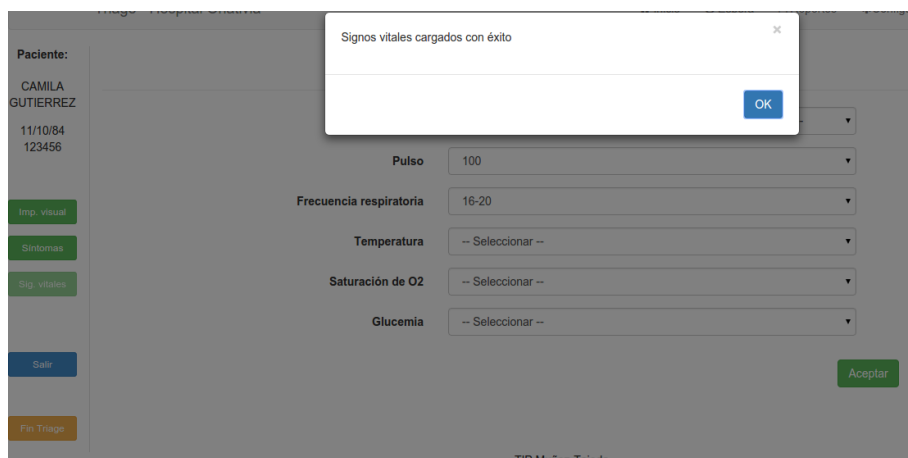 Signos vitales cargados con éxito
×
OK
Paciente:
CAMILA
GUTIERREZ
11/10/84
123456
Imp. visual
Síntomas
Sig. vitales
Salir
Fin Triage
Pulso 100
Frecuencia respiratoria 16-20
Temperatura -- Seleccionar --
Saturación de O2 -- Seleccionar --
Glucemia -- Seleccionar --
Aceptar